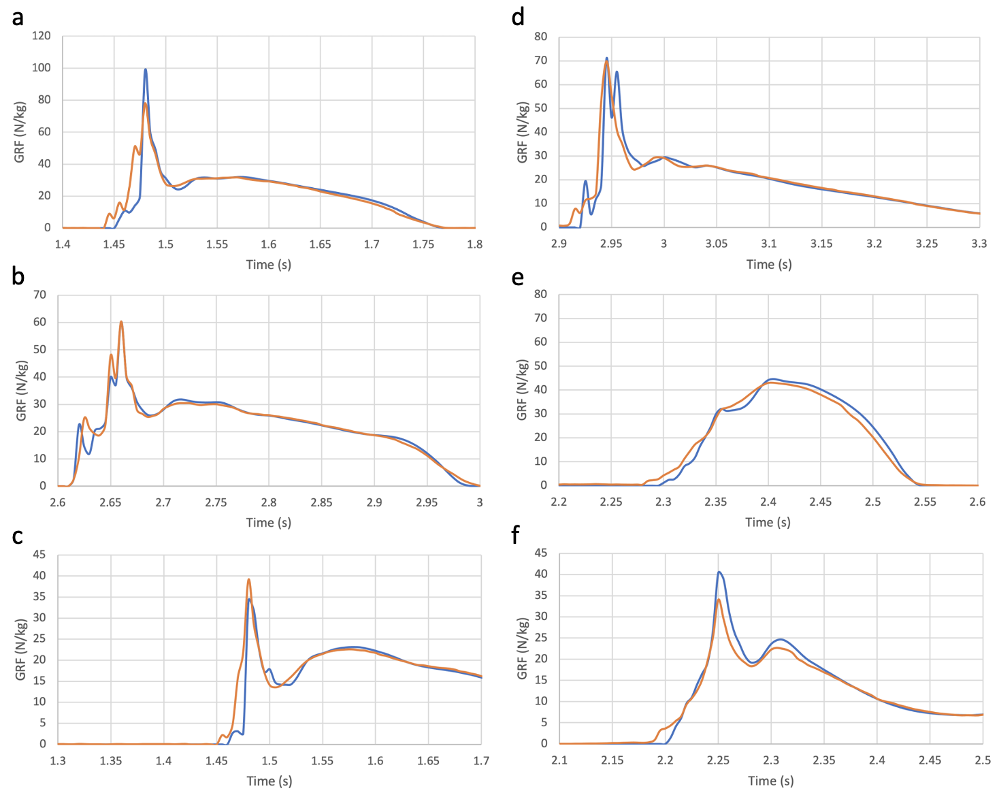 a
120
100
80
60
40
20
0
GRF (N/kg)
1.4 1.45 1.5 1.55 1.6 1.65 1.7 1.75 1.8
Time (s)
b
70
60
50
40
30
20
10
0
GRF (N/kg)
2.6 2.65 2.7 2.75 2.8 2.85 2.9 2.95 3
Time (s)
c
45
40
35
30
25
20
15
10
5
0
GRF (N/kg)
1.3 1.35 1.4 1.45 1.5 1.55 1.6 1.65 1.7
Time (s)
d
80
70
60
50
40
30
20
10
0
GRF (N/kg)
2.9 2.95 3 3.05 3.1 3.15 3.2 3.25 3.3
Time (s)
e
80
70
60
50
40
30
20
10
0
GRF (N/kg)
2.2 2.25 2.3 2.35 2.4 2.45 2.5 2.55 2.6
Time (s)
f
45
40
35
30
25
20
15
10
5
0
GRF (N/kg)
2.1 2.15 2.2 2.25 2.3 2.35 2.4 2.45 2.5
Time (s)